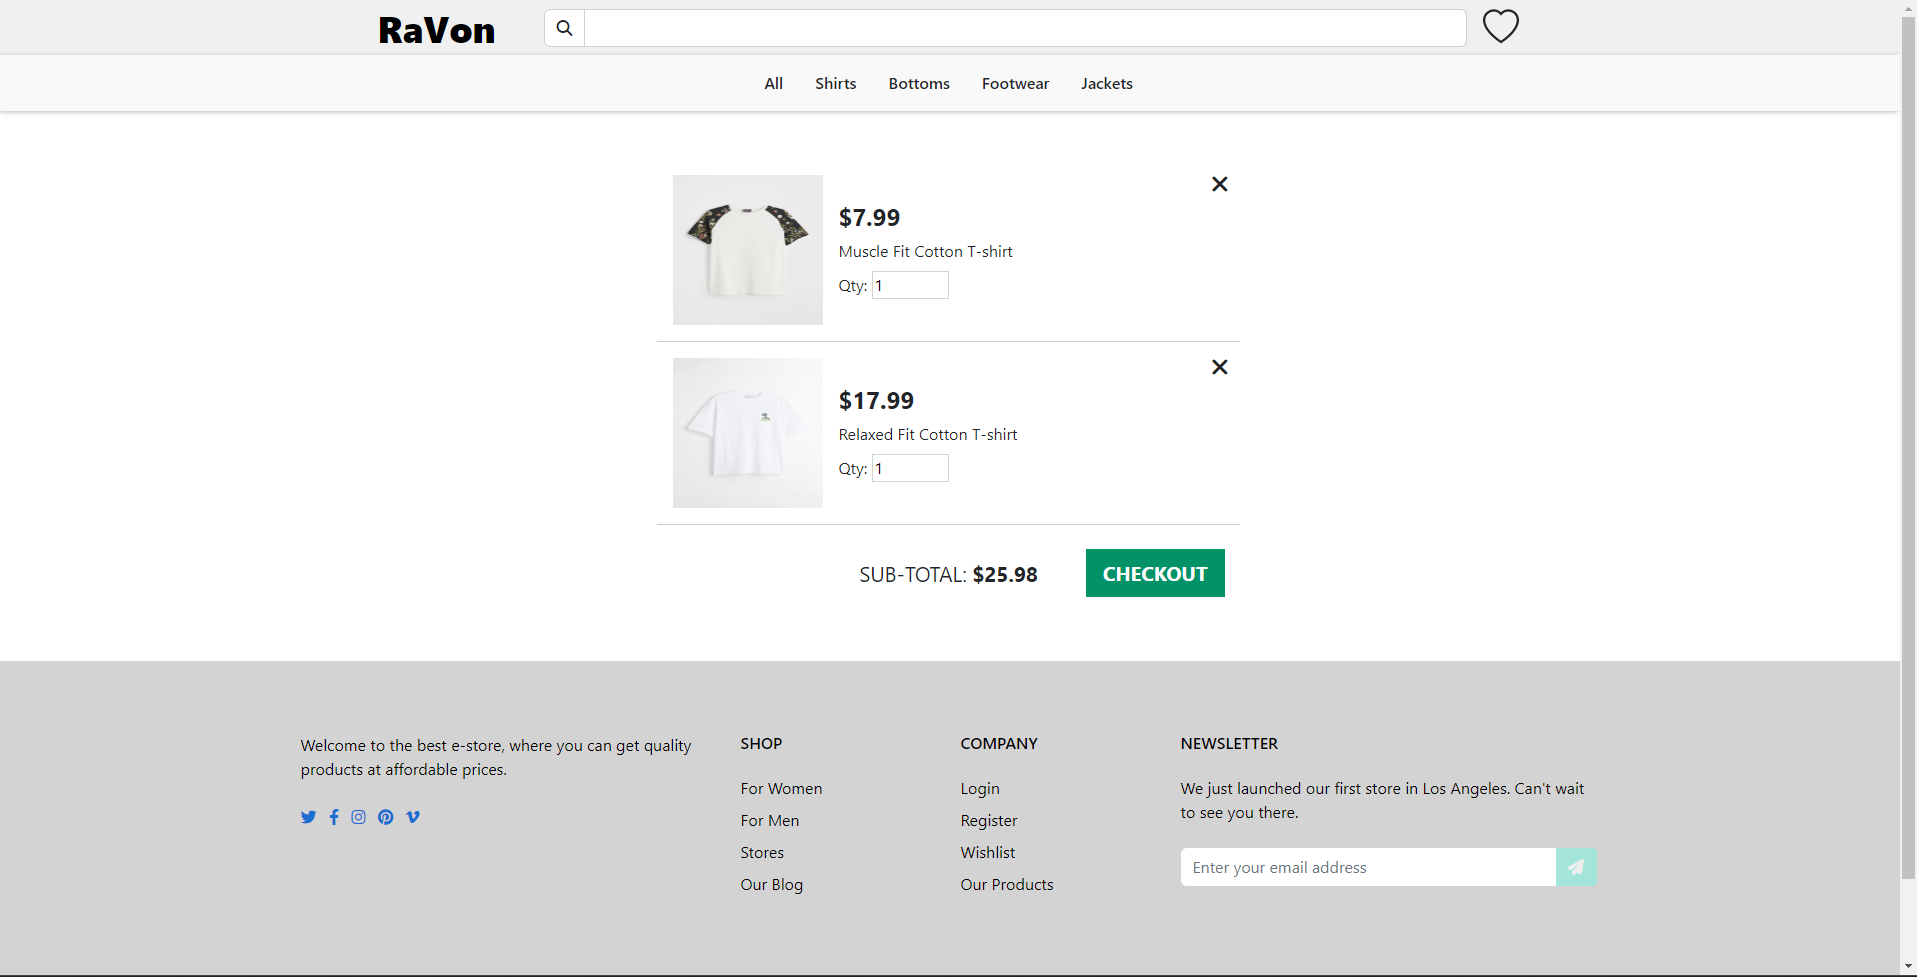 RaVon
All Shirts Bottoms Footwear Jackets
$7.99
Muscle Fit Cotton T-shirt
Qty: 1
$17.99
Relaxed Fit Cotton T-shirt
Qty: 1
SUB-TOTAL: $25.98 CHECKOUT
Welcome to the best e-store, where you can get quality
products at affordable prices.
SHOP
For Women
For Men
Stores
Our Blog
COMPANY
Login
Register
Wishlist
Our Products
NEWSLETTER
We just launched our first store in Los Angeles. Can't wait
to see you there.
Enter your email address